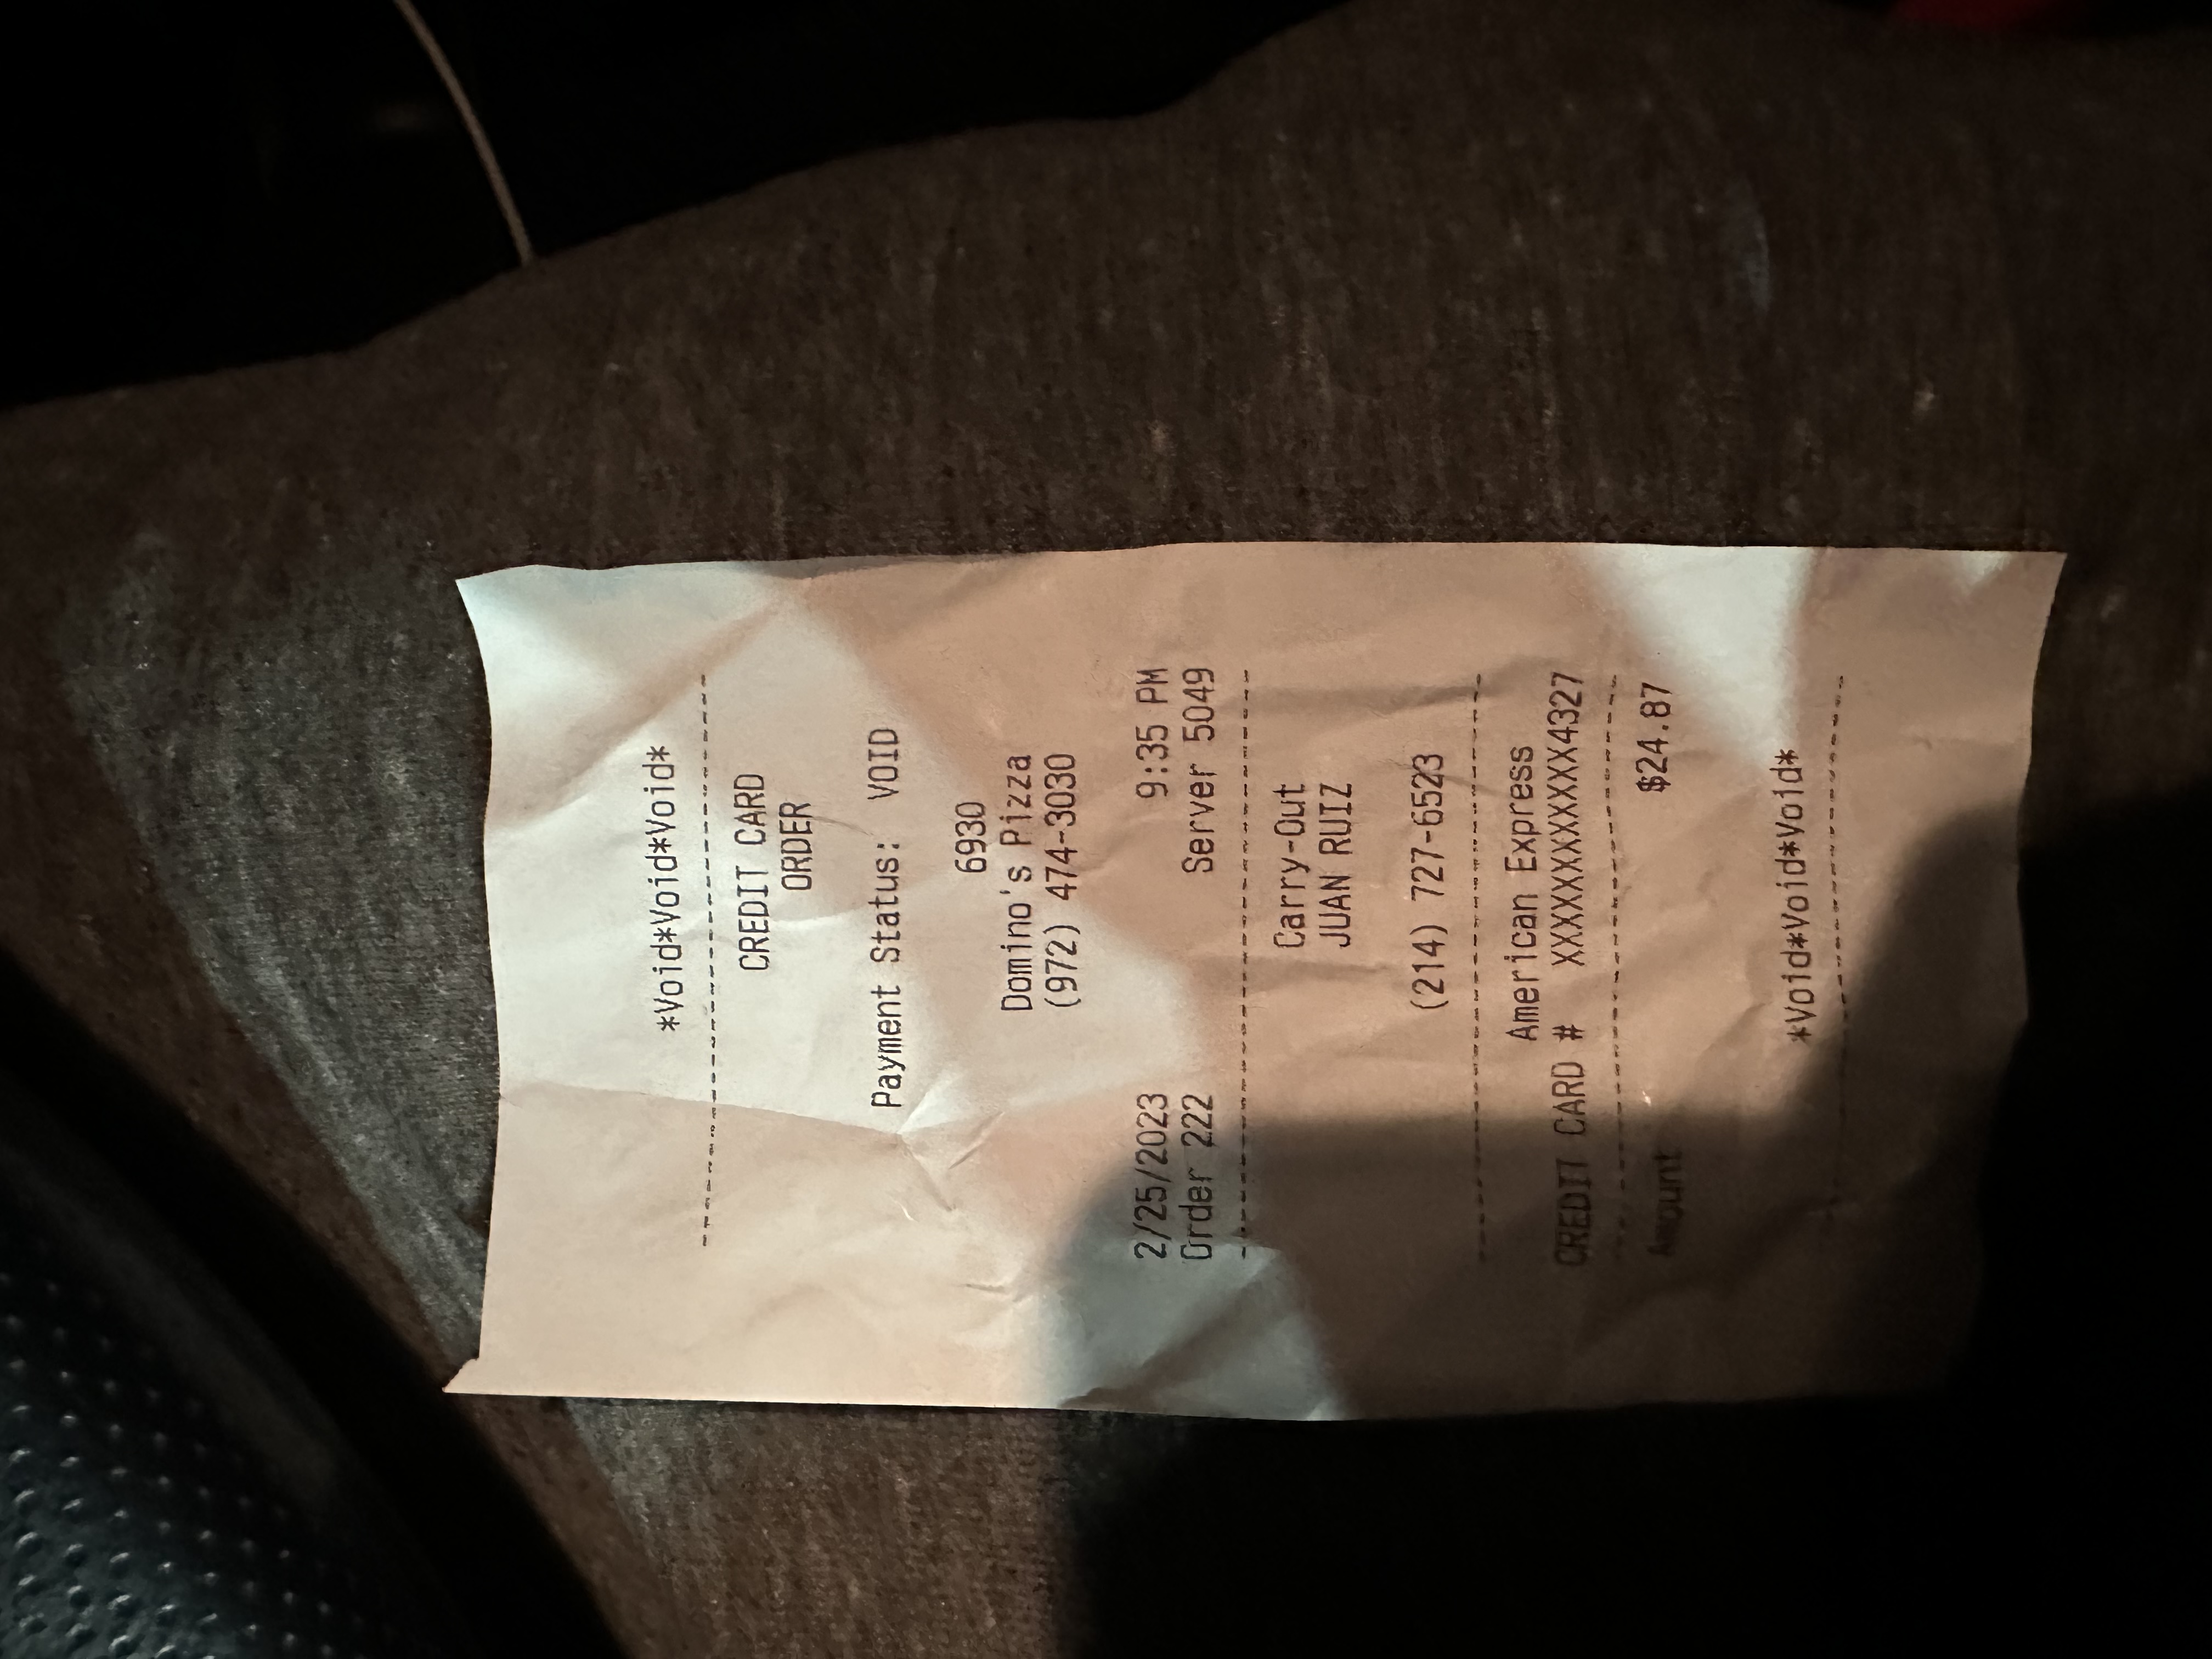 *Void*Void*Void*
--------------------------------
CREDIT CARD
ORDER
Payment Status: VOID
6930
Domino's Pizza
(972) 474-3030
2/25/2023 9:35 PM
Order 222 Server 5049
--------------------------------
Carry-Out
JUAN RUIZ
(214) 727-6523
--------------------------------
American Express
CREDIT CARD # XXXXXXXXXXXX4327
--------------------------------
Amount $24.87
*Void*Void*Void*
--------------------------------